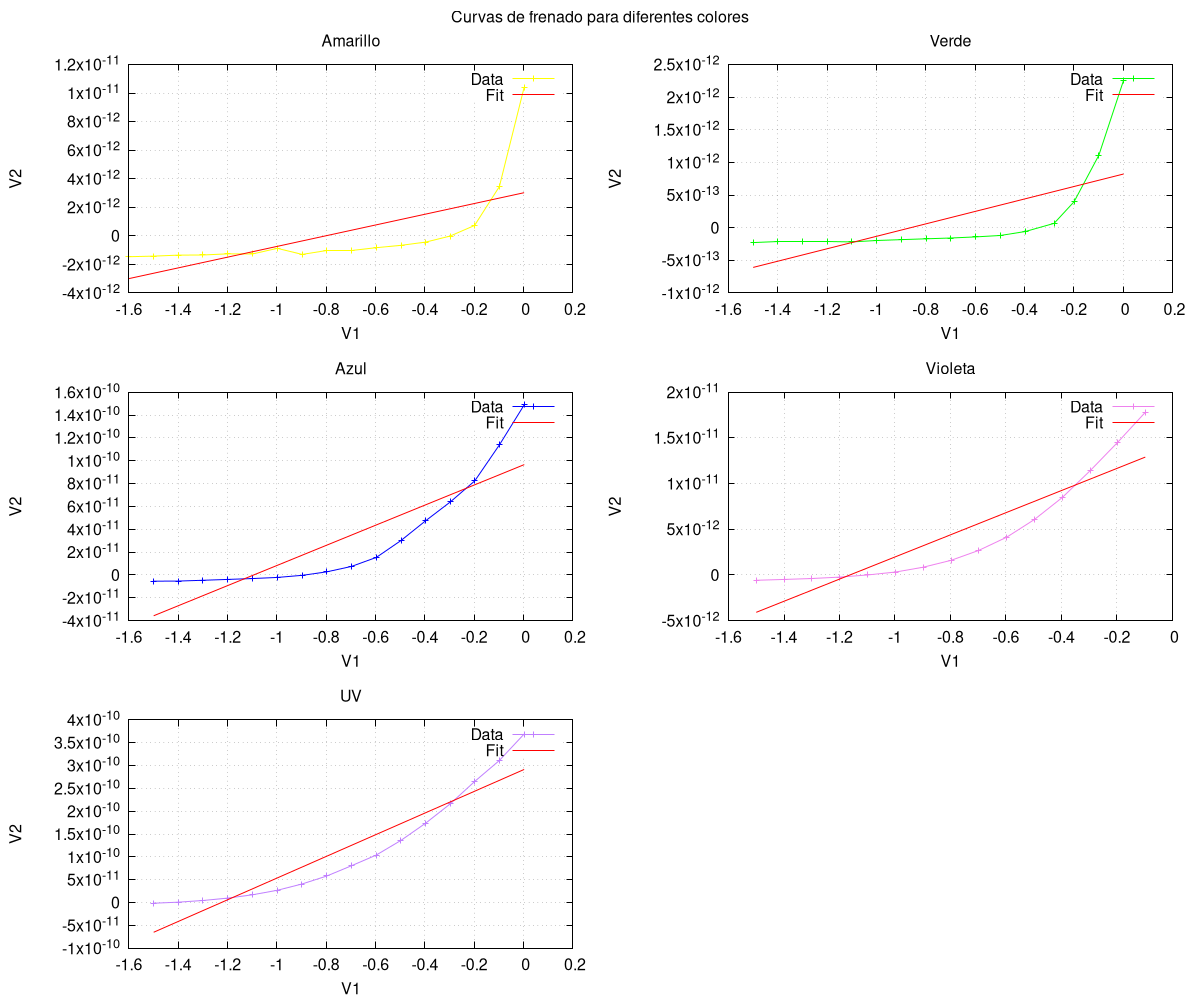 Curvas de frenado para diferentes colores
Amarillo
1.2x10^-11
1x10^-11
8x10^-12
6x10^-12
4x10^-12
2x10^-12
0
-2x10^-12
-4x10^-12
V2
Data
Fit
-1.6 -1.4 -1.2 -1 -0.8 -0.6 -0.4 -0.2 0 0.2
V1
Verde
2.5x10^-12
2x10^-12
1.5x10^-12
1x10^-12
5x10^-13
0
-5x10^-13
-1x10^-12
V2
Data
Fit
-1.6 -1.4 -1.2 -1 -0.8 -0.6 -0.4 -0.2 0 0.2
V1
Azul
1.6x10^-10
1.4x10^-10
1.2x10^-10
1x10^-10
8x10^-11
6x10^-11
4x10^-11
2x10^-11
0
-2x10^-11
-4x10^-11
V2
Data
Fit
-1.6 -1.4 -1.2 -1 -0.8 -0.6 -0.4 -0.2 0 0.2
V1
Violeta
2x10^-11
1.5x10^-11
1x10^-11
5x10^-12
0
-5x10^-12
V2
Data
Fit
-1.6 -1.4 -1.2 -1 -0.8 -0.6 -0.4 -0.2 0
V1
UV
4x10^-10
3.5x10^-10
3x10^-10
2.5x10^-10
2x10^-10
1.5x10^-10
1x10^-10
5x10^-11
0
-5x10^-11
-1x10^-10
V2
Data
Fit
-1.6 -1.4 -1.2 -1 -0.8 -0.6 -0.4 -0.2 0 0.2
V1